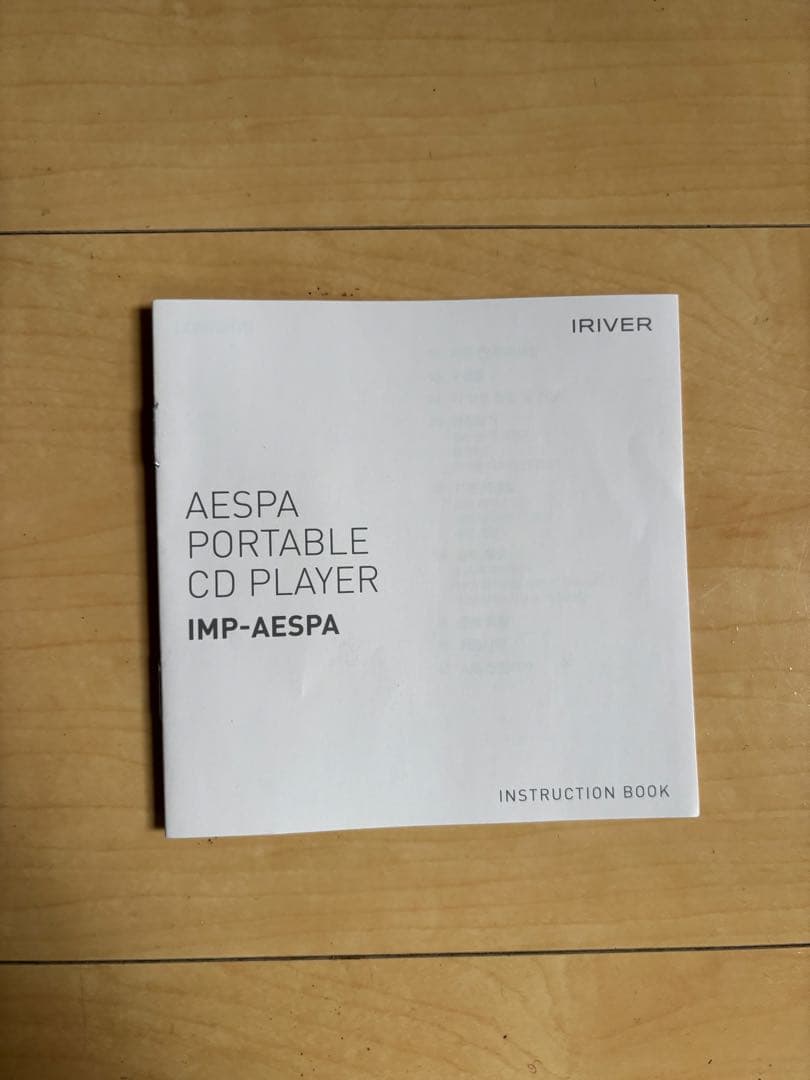 IRIVER
AESPA
PORTABLE
CD PLAYER
IMP-AESPA
INSTRUCTION BOOK